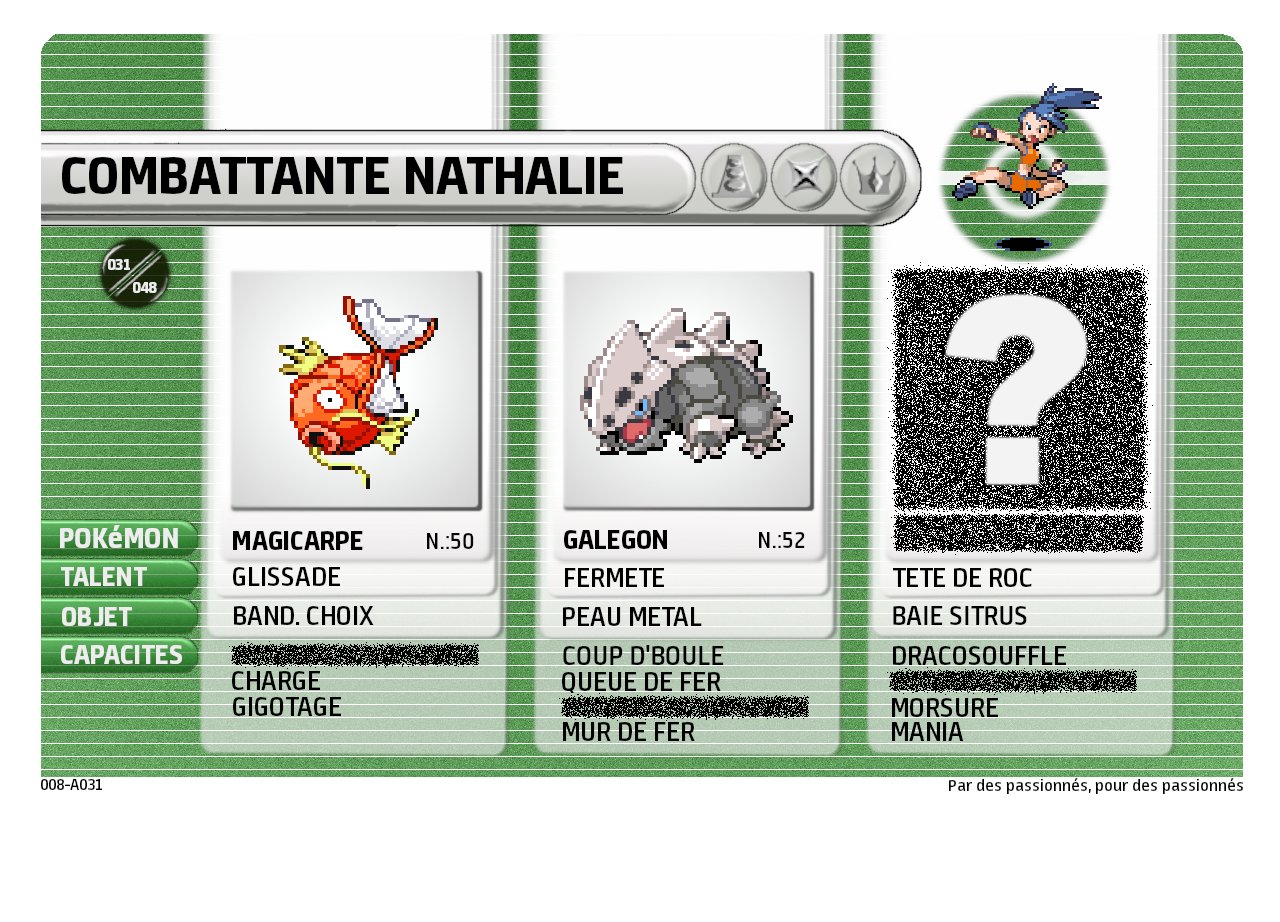 COMBATTANTE NATHALIE
031
048
?
POKéMON
MAGICARPE N.:50
GALEGON N.:52
TALENT
GLISSADE
FERMETE
TETE DE ROC
OBJET
BAND. CHOIX
PEAU METAL
BAIE SITRUS
CAPACITES
CHARGE
GIGOTAGE
COUP D'BOULE
QUEUE DE FER
MUR DE FER
DRACOSOUFFLE
MORSURE
MANIA
008-A031
Par des passionnés, pour des passionnés